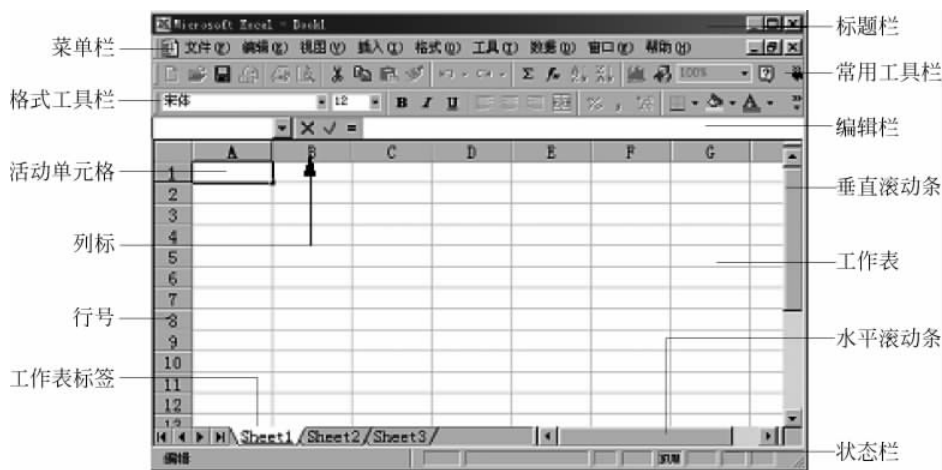 Microsoft Excel - Book1
标题栏
菜单栏
文件(F) 编辑(E) 视图(V) 插入(I) 格式(O) 工具(T) 数据(D) 窗口(W) 帮助(H)
常用工具栏
100%
格式工具栏
宋体 12 B I U % ,
编辑栏
=
A B C D E F G
活动单元格
垂直滚动条
列标
工作表
行号
水平滚动条
工作表标签
1
2
3
4
5
6
7
8
9
10
11
12
13
Sheet1 Sheet2 Sheet3
状态栏
编辑 NUM